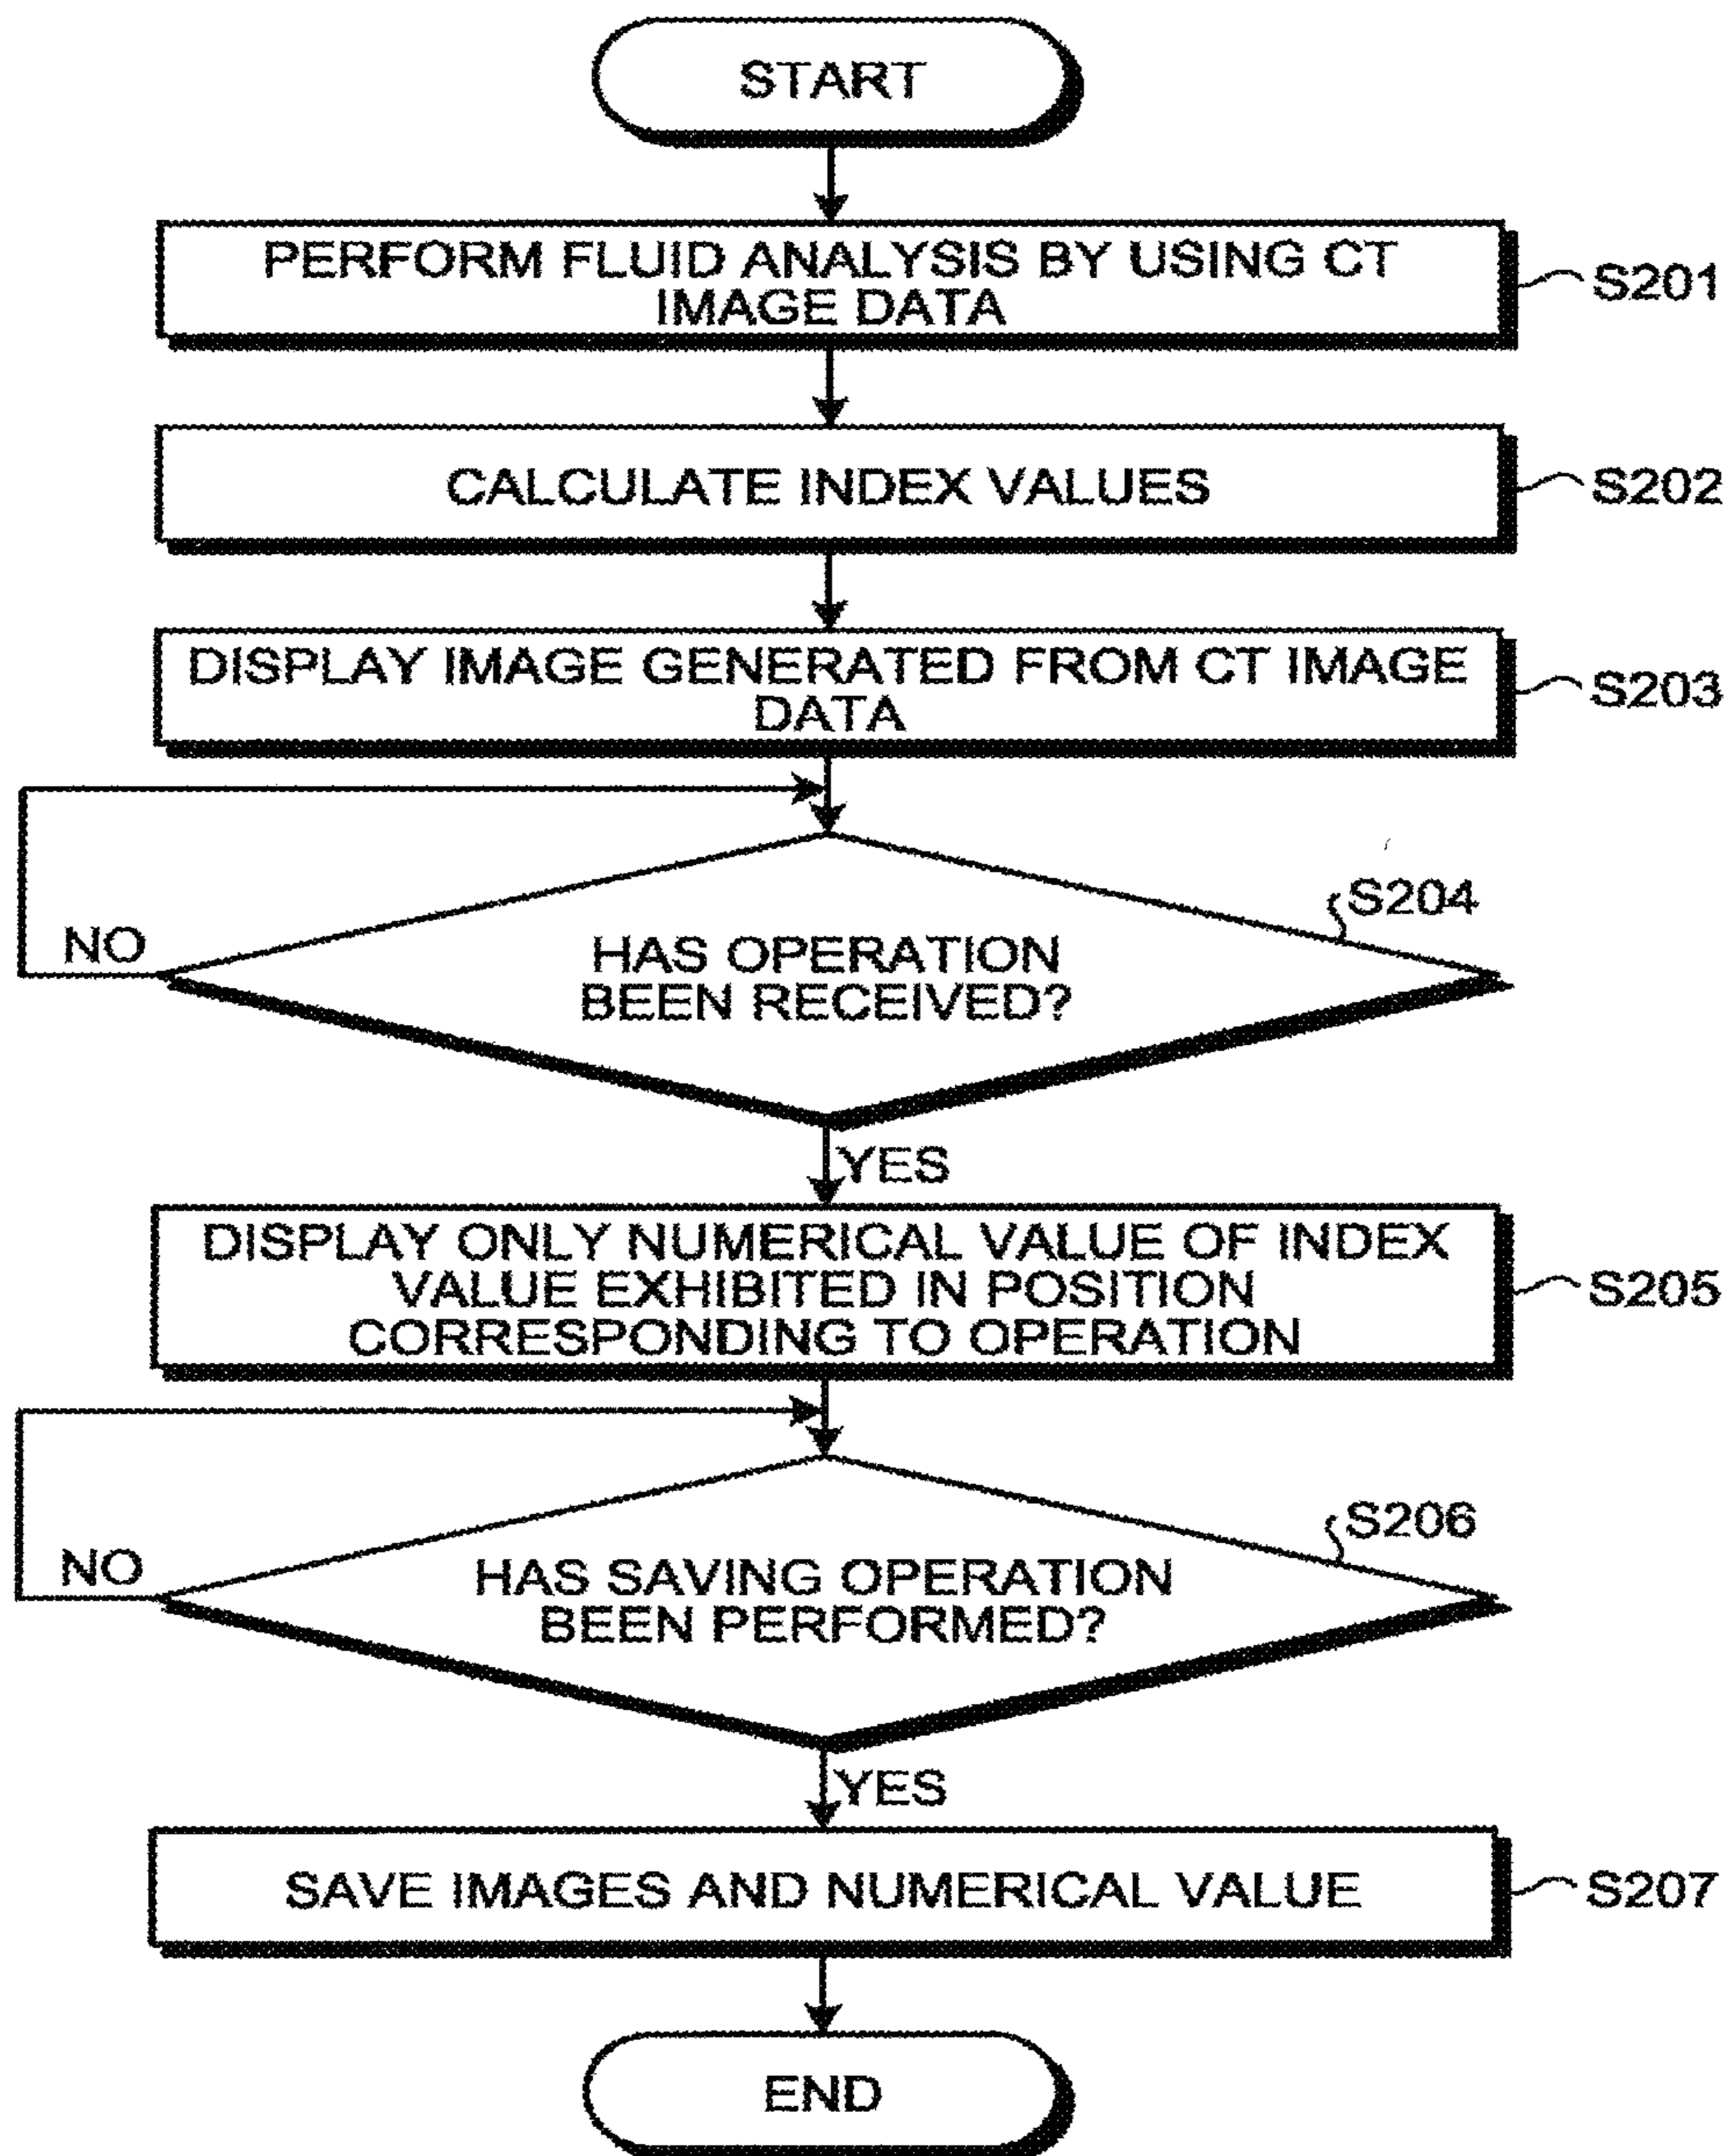 START
PERFORM FLUID ANALYSIS BY USING CT
IMAGE DATA
S201
CALCULATE INDEX VALUES
S202
DISPLAY IMAGE GENERATED FROM CT IMAGE
DATA
S203
S204
NO
HAS OPERATION
BEEN RECEIVED?
YES
DISPLAY ONLY NUMERICAL VALUE OF INDEX
VALUE EXHIBITED IN POSITION
CORRESPONDING TO OPERATION
S205
S206
NO
HAS SAVING OPERATION
BEEN PERFORMED?
YES
SAVE IMAGES AND NUMERICAL VALUE
S207
END